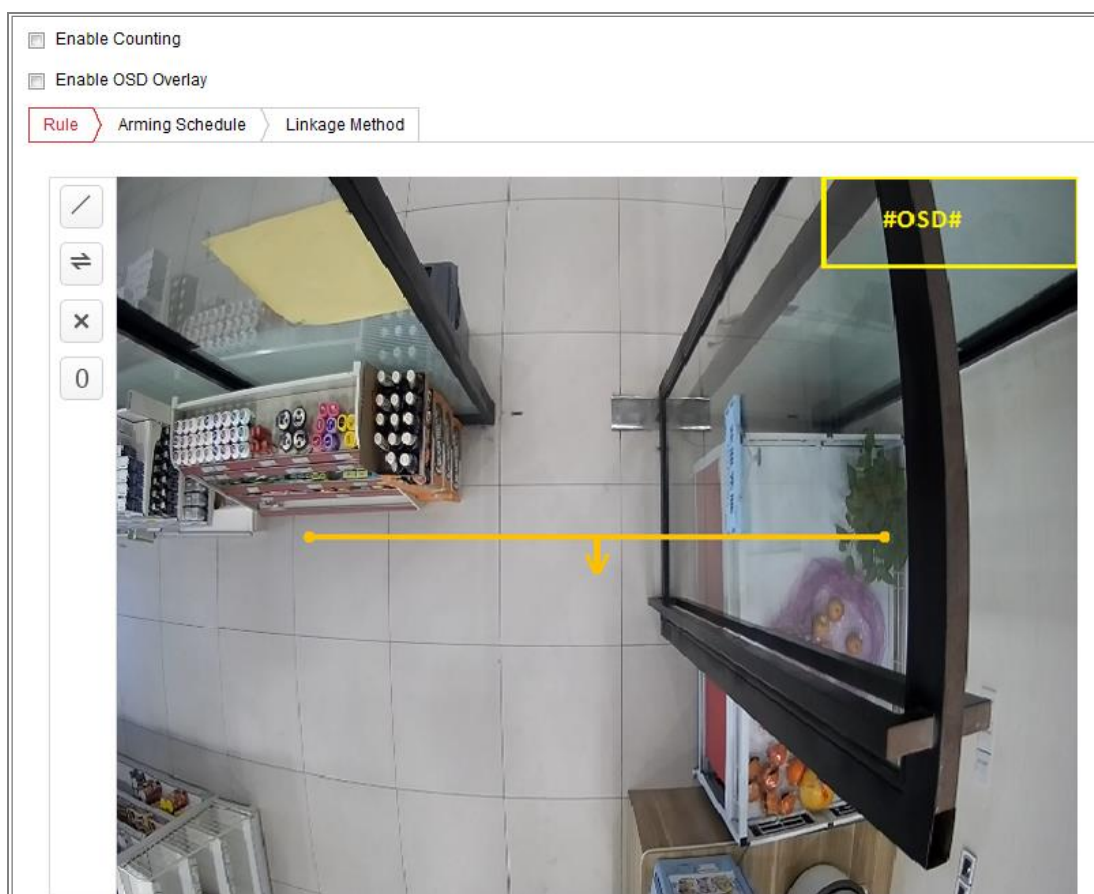 Enable Counting
Enable OSD Overlay
Rule
Arming Schedule
Linkage Method
#OSD#
0